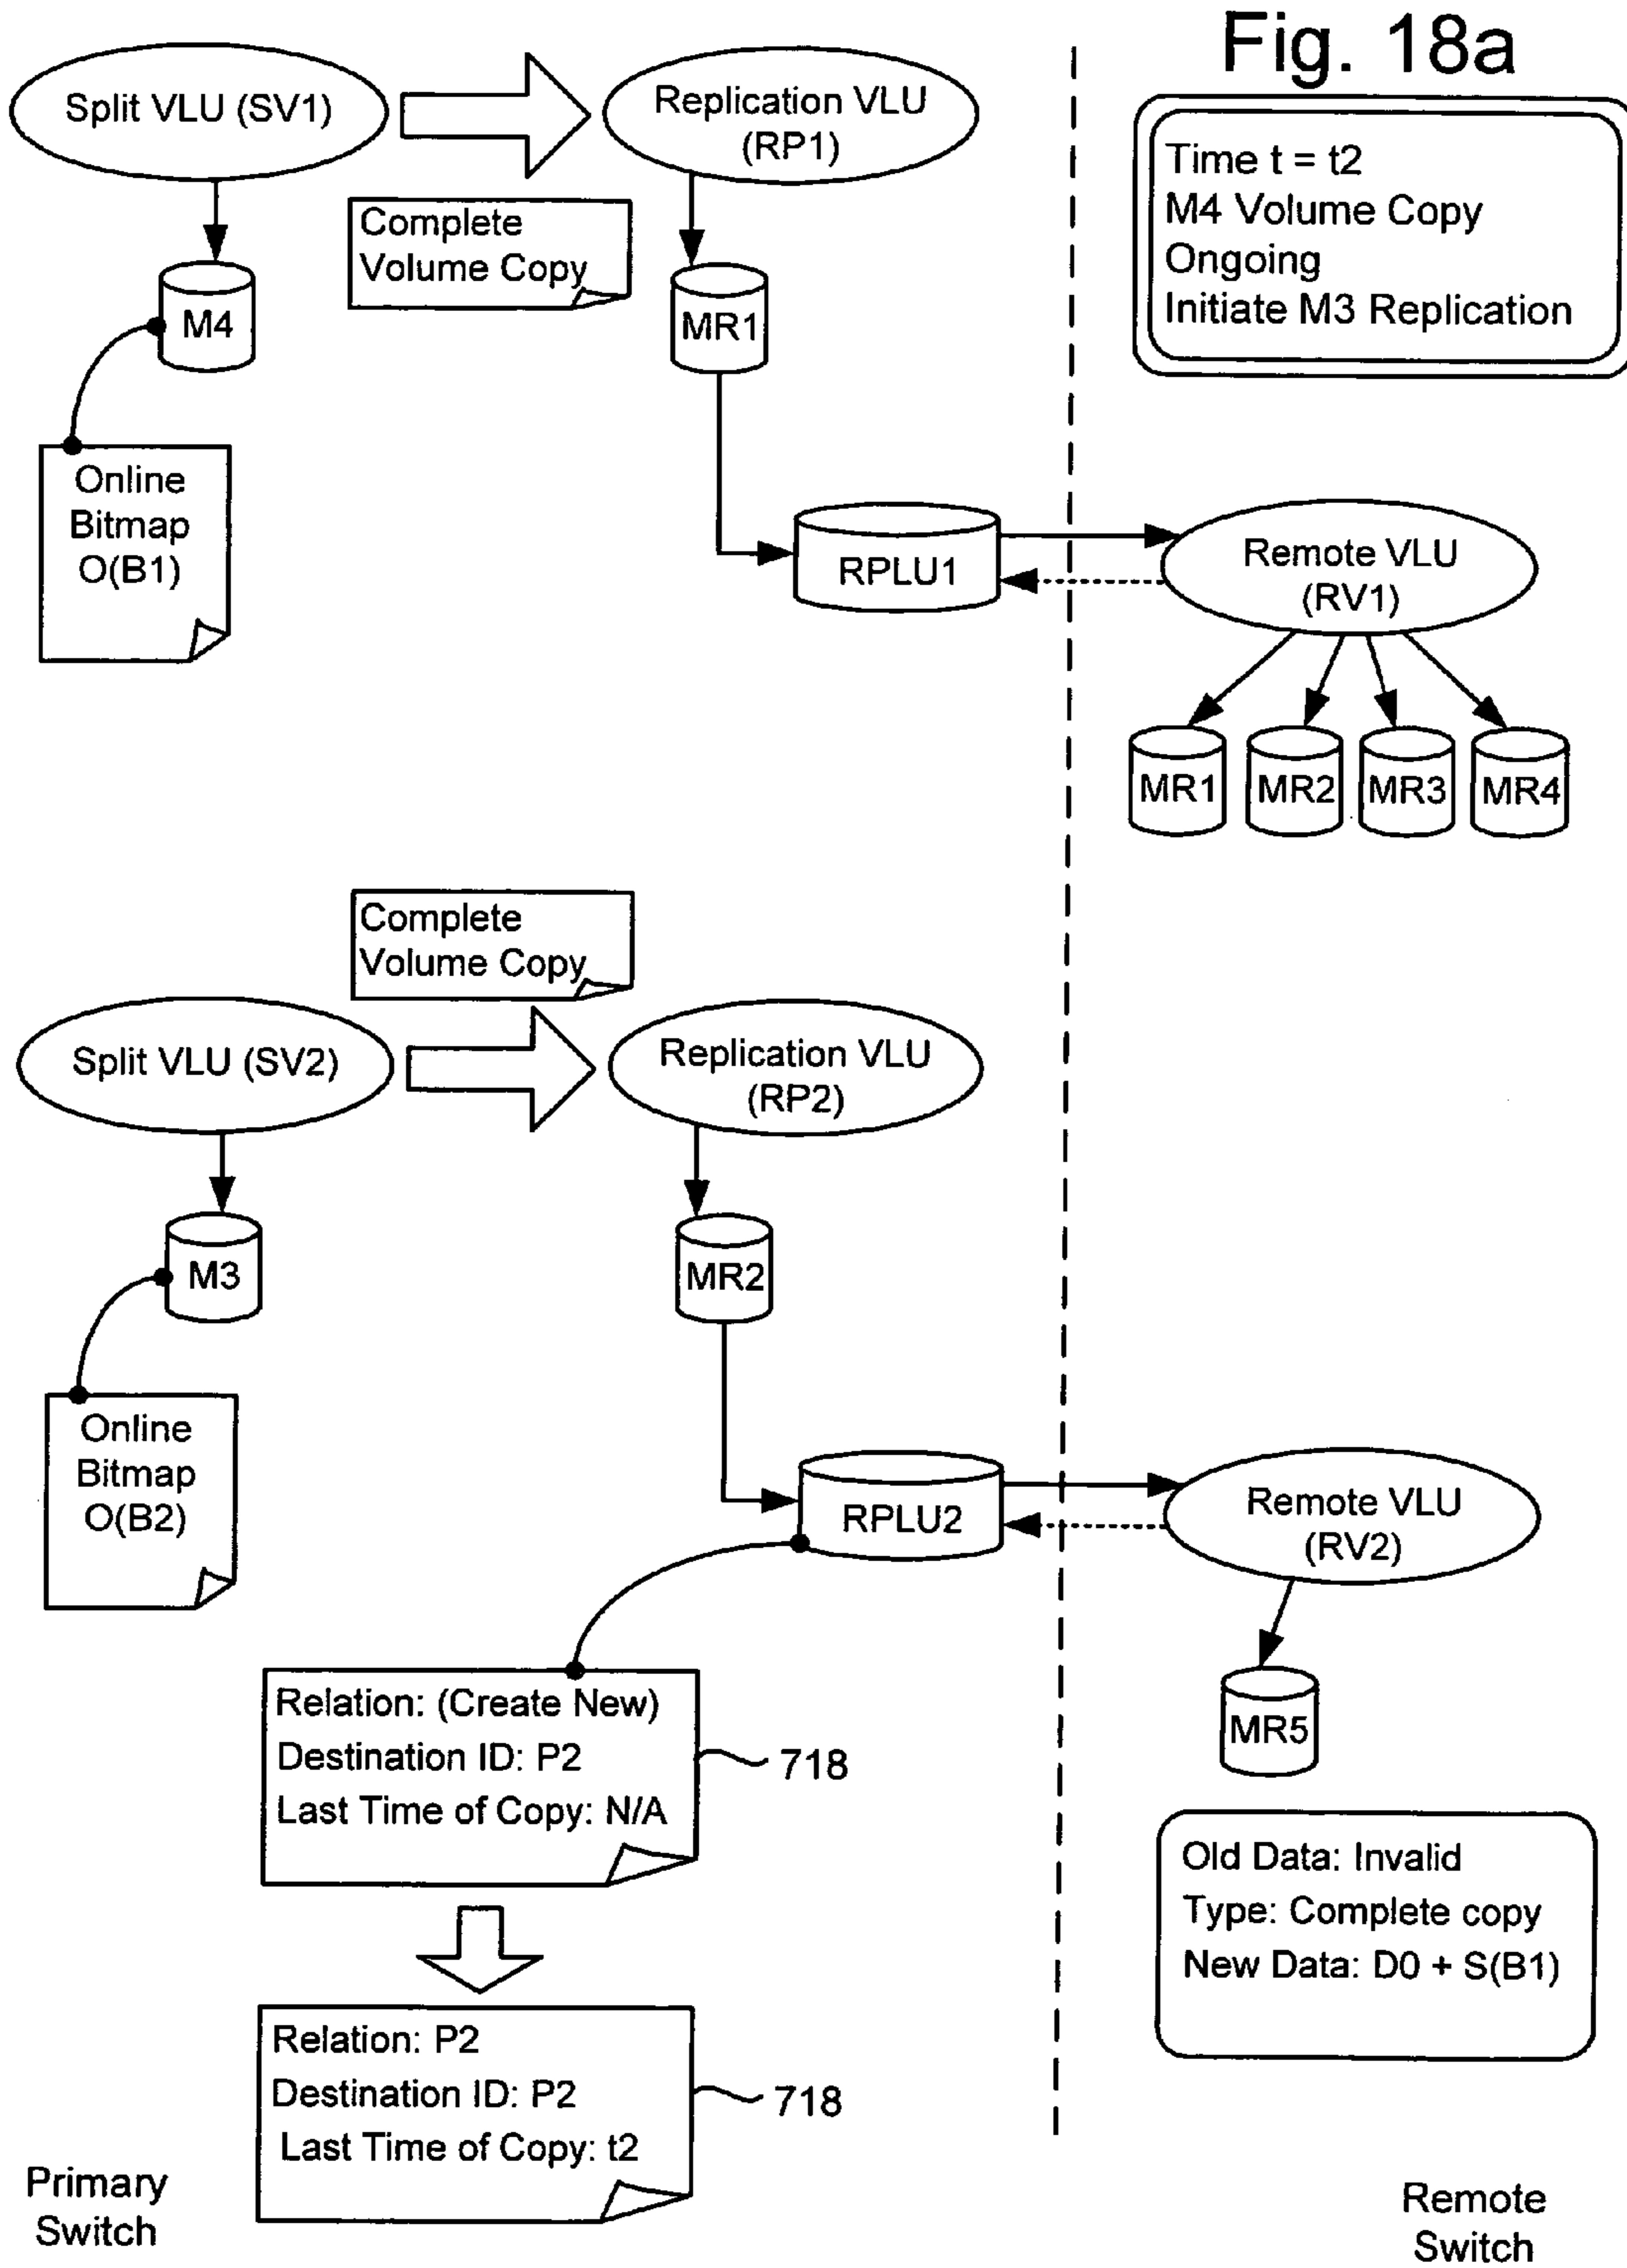 Fig. 18a
Split VLU (SV1)
Replication VLU
(RP1)
Time t = t2
M4 Volume Copy
Ongoing
Initiate M3 Replication
Complete
Volume Copy
M4
MR1
Online
Bitmap
O(B1)
RPLU1
Remote VLU
(RV1)
MR1
MR2
MR3
MR4
Complete
Volume Copy
Split VLU (SV2)
Replication VLU
(RP2)
M3
MR2
Online
Bitmap
O(B2)
RPLU2
Remote VLU
(RV2)
MR5
Relation: (Create New)
Destination ID: P2
Last Time of Copy: N/A
718
Old Data: Invalid
Type: Complete copy
New Data: D0 + S(B1)
Relation: P2
Destination ID: P2
Last Time of Copy: t2
718
Primary
Switch
Remote
Switch